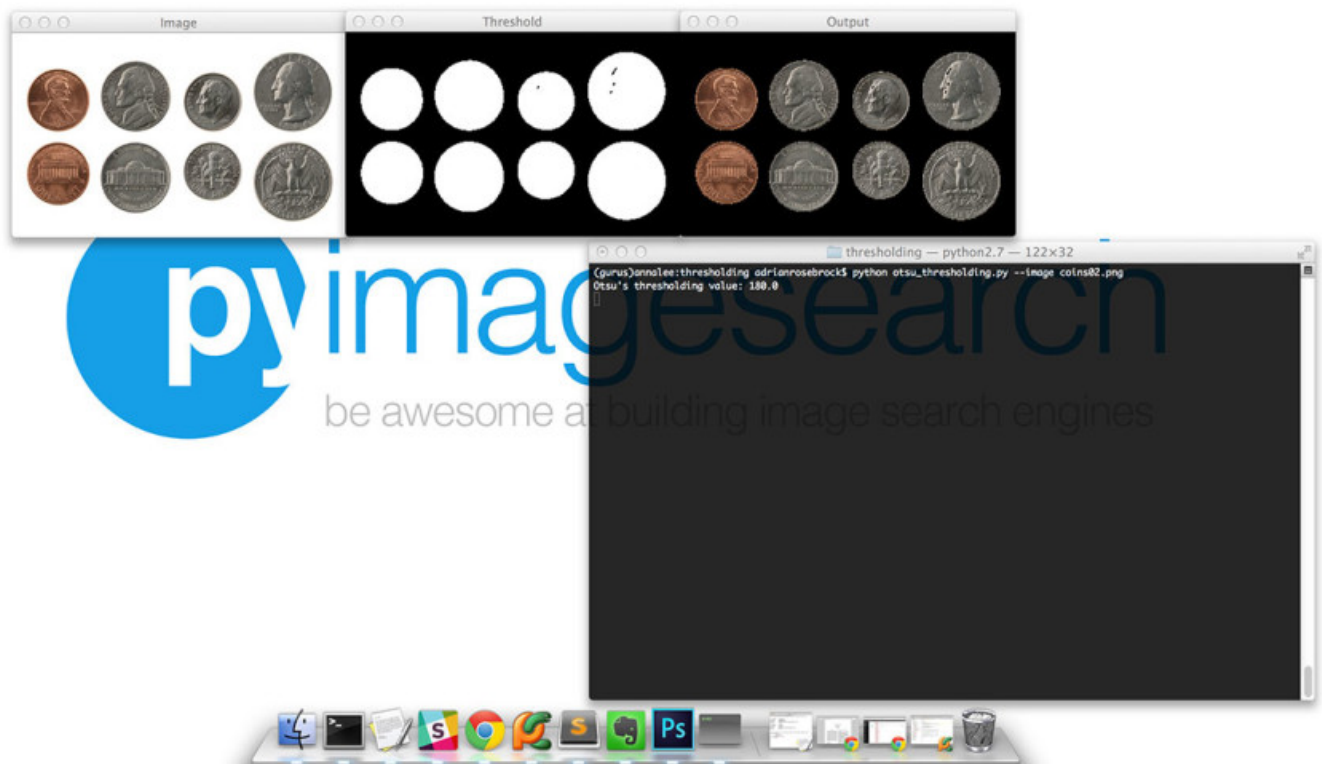 Image
Threshold
Output
thresholding — python2.7 — 122×32
(gurus)annalee:thresholding adrianrosebrock$ python otsu_thresholding.py --image coins02.png
Otsu's thresholding value: 180.0
pyimagesearch
be awesome at building image search engines
S
S
Ps